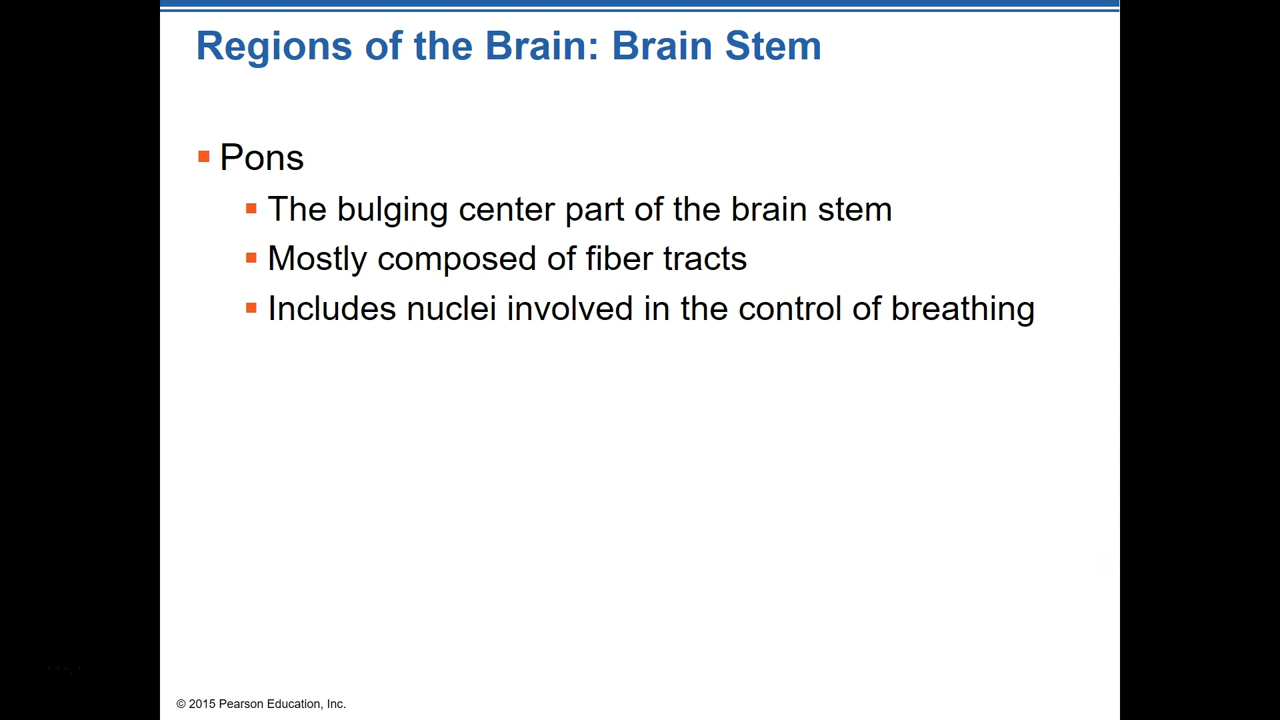 Regions of the Brain: Brain Stem
Pons
The bulging center part of the brain stem
Mostly composed of fiber tracts
Includes nuclei involved in the control of breathing
© 2015 Pearson Education, Inc.